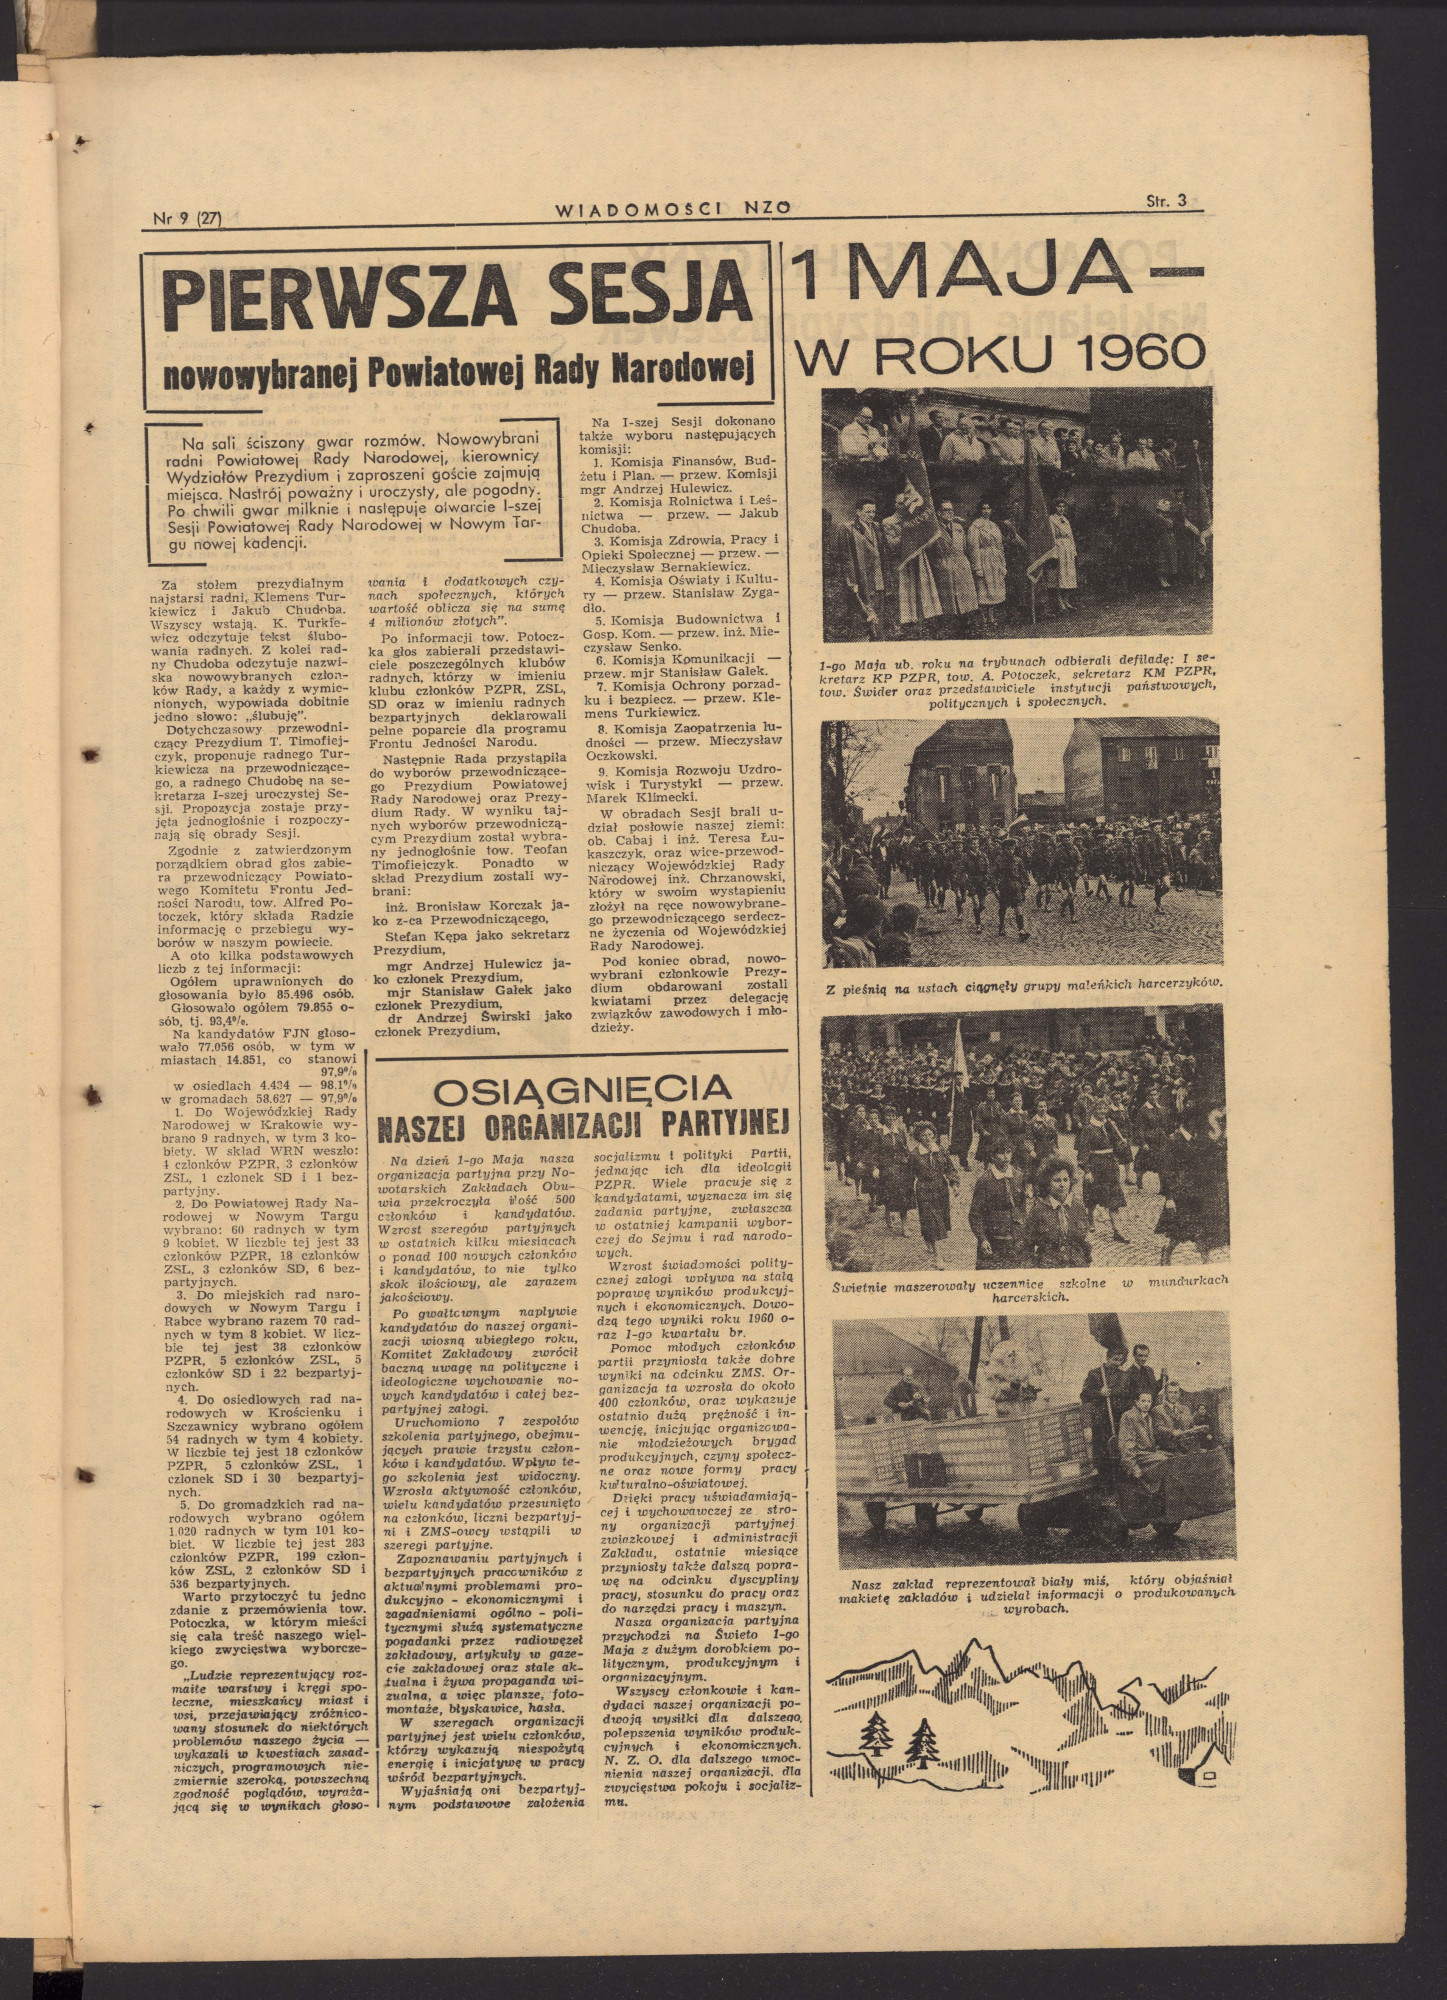 Nr 9 (27)
WIADOMOSCI NZO
Str. 3
PIERWSZA SESJA
nowowybranej Powiatowej Rady Narodowej
Na sali ściszony gwar rozmów. Nowowybrani
radni Powiatowej Rady Narodowej, kierownicy
Wydziałów Prezydium i zaproszeni goście zajmują
miejsca. Nastrój poważny i uroczysty, ale pogodny.
Po chwili gwar milknie i następuje otwarcie I-szej
Sesji Powiatowej Rady Narodowej w Nowym Tar-
gu nowej kadencji.
Za stołem prezydialnym
najstarsi radni, Klemens Tur-
kiewicz i Jakub Chudoba.
Wszyscy wstają. K. Turkie-
wicz odczytuje tekst ślubo-
wania radnych. Z kolei rad-
ny Chudoba odczytuje nazwi-
ska nowowybranych człon-
ków Rady, a każdy z wymie-
nionych, wypowiada dobitnie
jedno słowo: „ślubuję".
Dotychczasowy przewodni-
czący Prezydium T. Timofiej-
czyk, proponuje radnego Tur-
kiewicza na przewodniczące-
go, a radnego Chudobę na se-
kretarza I-szej uroczystej Se-
sji. Propozycja zostaje przy-
jęta jednogłośnie i rozpoczy-
nają się obrady Sesji.
Zgodnie z zatwierdzonym
porządkiem obrad głos zabie-
ra przewodniczący Powiato-
wego Komitetu Frontu Jed-
ności Narodu, tow. Alfred Po-
toczek, który składa Radzie
informację o przebiegu wy-
borów w naszym powiecie.
A oto kilka podstawowych
liczb z tej informacji:
Ogółem uprawnionych do
głosowania było 85.496 osób.
Głosowało ogółem 79.855 o-
sób, tj. 93,4%.
Na kandydatów FJN głoso-
wało 77.056 osób, w tym w
miastach 14.851, co stanowi
97,9%
w osiedlach 4.434 — 98.1%
w gromadach 58.627 — 97,9%
1. Do Wojewódzkiej Rady
Narodowej w Krakowie wy-
brano 9 radnych, w tym 3 ko-
biety. W skład WRN weszło:
4 członków PZPR, 3 członków
ZSL, 1 członek SD i 1 bez-
partyjny.
2. Do Powiatowej Rady Na-
rodowej w Nowym Targu
wybrano: 60 radnych w tym
9 kobiet. W liczbie tej jest 33
członków PZPR, 18 członków
ZSL, 3 członków SD, 6 bez-
partyjnych.
3. Do miejskich rad naro-
dowych w Nowym Targu i
Rabce wybrano razem 70 rad-
nych w tym 8 kobiet. W licz-
bie tej jest 38 członków
PZPR, 5 członków ZSL, 5
członków SD i 22 bezpartyj-
nych.
4. Do osiedlowych rad na-
rodowych w Krościenku i
Szczawnicy wybrano ogółem
54 radnych w tym 4 kobiety.
W liczbie tej jest 18 członków
PZPR, 5 członków ZSL, 1
członek SD i 30 bezpartyj-
nych.
5. Do gromadzkich rad na-
rodowych wybrano ogółem
1.020 radnych w tym 101 ko-
biet. W liczbie tej jest 283
członków PZPR, 199 człon-
ków ZSL, 2 członków SD i
536 bezpartyjnych.
Warto przytoczyć tu jedno
zdanie z przemówienia tow.
Potoczka, w którym mieści
się cała treść naszego więl-
kiego zwycięstwa wyborcze-
go.
„Ludzie reprezentujący roz-
maite warstwy i kręgi spo-
łeczne, mieszkańcy miast i
wsi, przejawiający zróżnico-
wany stosunek do niektórych
problemów naszego życia —
wykazali w kwestiach zasad-
niczych, programowych nie-
zmiernie szeroką, powszechną
zgodność poglądów, wyraża-
jącą się w wynikach głoso-
wania i dodatkowych czy-
nach społecznych, których
wartość oblicza się na sumę
4 milionów złotych".
Po informacji tow. Potocz-
ka głos zabierali przedstawi-
ciele poszczególnych klubów
radnych, którzy w imieniu
klubu członków PZPR, ZSL,
SD oraz w imieniu radnych
bezpartyjnych deklarowali
pełne poparcie dla programu
Frontu Jedności Narodu.
Następnie Rada przystąpiła
do wyborów przewodniczące-
go Prezydium Powiatowej
Rady Narodowej oraz Prezy-
dium Rady. W wyniku taj-
nych wyborów przewodniczą-
cym Prezydium został wybra-
ny jednogłośnie tow. Teofan
Timofiejczyk. Ponadto w
skład Prezydium zostali wy-
brani:
inż. Bronisław Korczak ja-
ko z-ca Przewodniczącego,
Stefan Kępa jako sekretarz
Prezydium,
mgr Andrzej Hulewicz ja-
ko członek Prezydium,
mjr Stanisław Gałek jako
członek Prezydium,
dr Andrzej Świrski jako
członek Prezydium,
Na I-szej Sesji dokonano
także wyboru następujących
komisji:
1. Komisja Finansów, Bud-
żetu i Plan. — przew. Komisji
mgr Andrzej Hulewicz.
2. Komisja Rolnictwa i Leś-
nictwa — przew. — Jakub
Chudoba.
3. Komisja Zdrowia, Pracy i
Opieki Społecznej — przew. —
Mieczysław Bernakiewicz.
4. Komisja Oświaty i Kultu-
ry — przew. Stanisław Zyga-
dło.
5. Komisja Budownictwa i
Gosp. Kom. — przew. inż. Mie-
czysław Senko.
6. Komisja Komunikacji —
przew. mjr Stanisław Gałek.
7. Komisja Ochrony porząd-
ku i bezpiecz. — przew. Kle-
mens Turkiewicz.
8. Komisja Zaopatrzenia lu-
dności — przew. Mieczysław
Oczkowski.
9. Komisja Rozwoju Uzdro-
wisk i Turystyki — przew.
Marek Klimecki.
W obradach Sesji brali u-
dział posłowie naszej ziemi:
ob. Cabaj i inż. Teresa Łu-
kaszczyk, oraz wice-przewod-
niczący Wojewódzkiej Rady
Narodowej inż. Chrzanowski,
który w swoim wystąpieniu
złożył na ręce nowowybrane-
go przewodniczącego serdecz-
ne życzenia od Wojewódzkiej
Rady Narodowej.
Pod koniec obrad, nowo-
wybrani członkowie Prezy-
dium obdarowani zostali
kwiatami przez delegację
związków zawodowych i mło-
dzieży.
OSIĄGNIĘCIA
NASZEJ ORGANIZACJI PARTYJNEJ
Na dzień 1-go Maja nasza
organizacja partyjna przy No-
wotarskich Zakładach Obu-
wia przekroczyła ilość 500
członków i kandydatów.
Wzrost szeregów partyjnych
w ostatnich kilku miesiącach
o ponad 100 nowych członków
i kandydatów, to nie tylko
skok ilościowy, ale zarazem
jakościowy.
Po gwałtownym napływie
kandydatów do naszej organi-
zacji wiosną ubiegłego roku,
Komitet Zakładowy zwrócił
baczną uwagę na polityczne i
ideologiczne wychowanie no-
wych kandydatów i całej bez-
partyjnej załogi.
Uruchomiono 7 zespołów
szkolenia partyjnego, obejmu-
jących prawie trzystu człon-
ków i kandydatów. Wpływ te-
go szkolenia jest widoczny.
Wzrosła aktywność członków,
wielu kandydatów przesunięto
na członków, liczni bezpartyj-
ni i ZMS-owcy wstąpili w
szeregi partyjne.
Zapoznawaniu partyjnych i
bezpartyjnych pracowników z
aktualnymi problemami pro-
dukcyjno - ekonomicznymi i
zagadnieniami ogólno - poli-
tycznymi służą systematyczne
pogadanki przez radiowęzeł
zakładowy, artykuły w gaze-
cie zakładowej oraz stale ak-
tualna i żywa propaganda wi-
zualna, a więc plansze, foto-
montaże, błyskawice, hasła.
W szeregach organizacji
partyjnej jest wielu członków,
którzy wykazują niespożytą
energię i inicjatywę w pracy
wśród bezpartyjnych.
Wyjaśniają oni bezpartyj-
nym podstawowe założenia
socjalizmu i polityki Partii,
jednając ich dla ideologii
PZPR. Wiele pracuje się z
kandydatami, wyznacza im się
zadania partyjne, zwłaszcza
w ostatniej kampanii wybor-
czej do Sejmu i rad narodo-
wych.
Wzrost świadomości polity-
cznej załogi wpływa na stałą
poprawę wyników produkcyj-
nych i ekonomicznych. Dowo-
dzą tego wyniki roku 1960 o-
raz 1-go kwartału br.
Pomoc młodych członków
partii przyniosła także dobre
wyniki na odcinku ZMS. Or-
ganizacja ta wzrosła do około
400 członków, oraz wykazuje
ostatnio dużą prężność i in-
wencję, inicjując organizowa-
nie młodzieżowych brygad
produkcyjnych, czyny społecz-
ne oraz nowe formy pracy
kulturalno-oświatowej.
Dzięki pracy uświadamiają-
cej i wychowawczej ze stro-
ny organizacji partyjnej
związkowej i administracji
Zakładu, ostatnie miesiące
przyniosły także dalszą popra-
wę na odcinku dyscypliny
pracy, stosunku do pracy oraz
do narzędzi pracy i maszyn.
Nasza organizacja partyjna
przychodzi na Święto 1-go
Maja z dużym dorobkiem po-
litycznym, produkcyjnym i
organizacyjnym.
Wszyscy członkowie i kan-
dydaci naszej organizacji po-
dwoją wysiłki dla dalszego
polepszenia wyników produk-
cyjnych i ekonomicznych.
N. Z. O. dla dalszego umoc-
nienia naszej organizacji, dla
zwycięstwa pokoju i socjaliz-
mu.
1 MAJA —
W ROKU 1960
1-go Maja ub. roku na trybunach odbierali defiladę: I se-
kretarz KP PZPR, tow. A. Potoczek, sekretarz KM PZPR,
tow. Świder oraz przedstawiciele instytucji państwowych,
politycznych i społecznych.
Z pieśnią na ustach ciągnęły grupy maleńkich harcerzyków.
Świetnie maszerowały uczennice szkolne w mundurkach
harcerskich.
Nasz zakład reprezentował biały miś, który objaśniał
makietę zakładów i udzielał informacji o produkowanych
wyrobach.